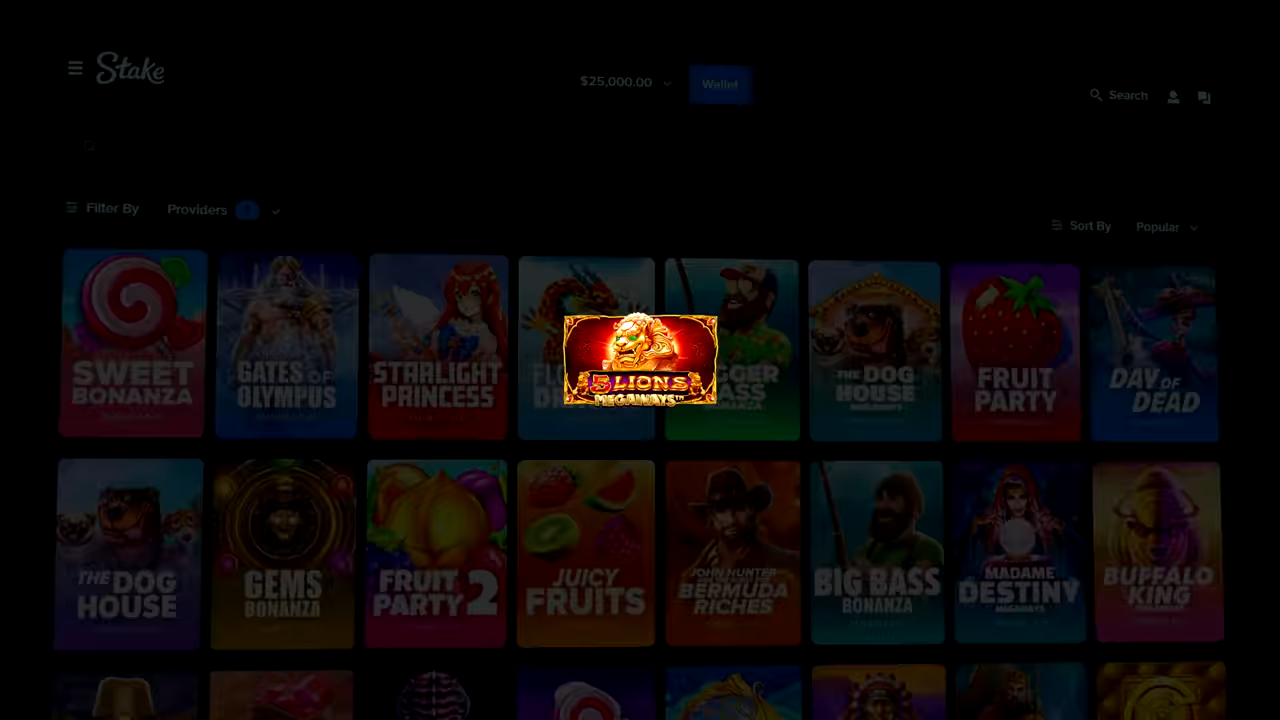 Stake
$25,000.00
Wallet
Search
Filter By
Providers
Sort By
Popular
SWEET
BONANZA
GATES OF
OLYMPUS
STARLIGHT
PRINCESS
5 LIONS
MEGAWAYS™
THE DOG
HOUSE
MEGAWAYS
FRUIT
PARTY
DAY OF
DEAD
THE DOG
HOUSE
GEMS
BONANZA
FRUIT
PARTY 2
JUICY
FRUITS
JOHN HUNTER
BERMUDA
RICHES
BIG BASS
BONANZA
MADAME
DESTINY
MEGAWAYS
BUFFALO
KING